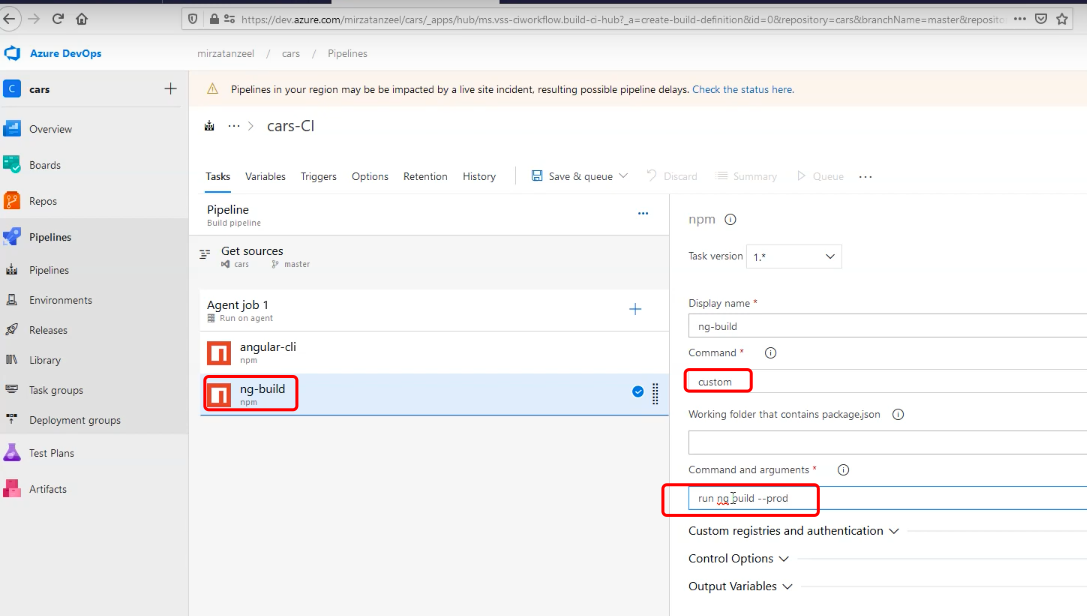 https://dev.azure.com/mirzatanzeel/cars/_apps/hub/ms.vss-ciworkflow.build-ci-hub?_a=create-build-definition&id=0&repository=cars&branchName=master&reposito
Azure DevOps
mirzatanzeel / cars / Pipelines
C cars
Pipelines in your region may be be impacted by a live site incident, resulting possible pipeline delays. Check the status here.
Overview
Boards
Repos
Pipelines
Pipelines
Environments
Releases
Library
Task groups
Deployment groups
Test Plans
Artifacts
... > cars-CI
Tasks Variables Triggers Options Retention History Save & queue Discard Summary Queue ...
Pipeline
Build pipeline
Get sources
cars master
Agent job 1
Run on agent
angular-cli
npm
ng-build
npm
npm
Task version 1.*
Display name *
ng-build
Command *
custom
Working folder that contains package.json
Command and arguments *
run ng build --prod
Custom registries and authentication
Control Options
Output Variables